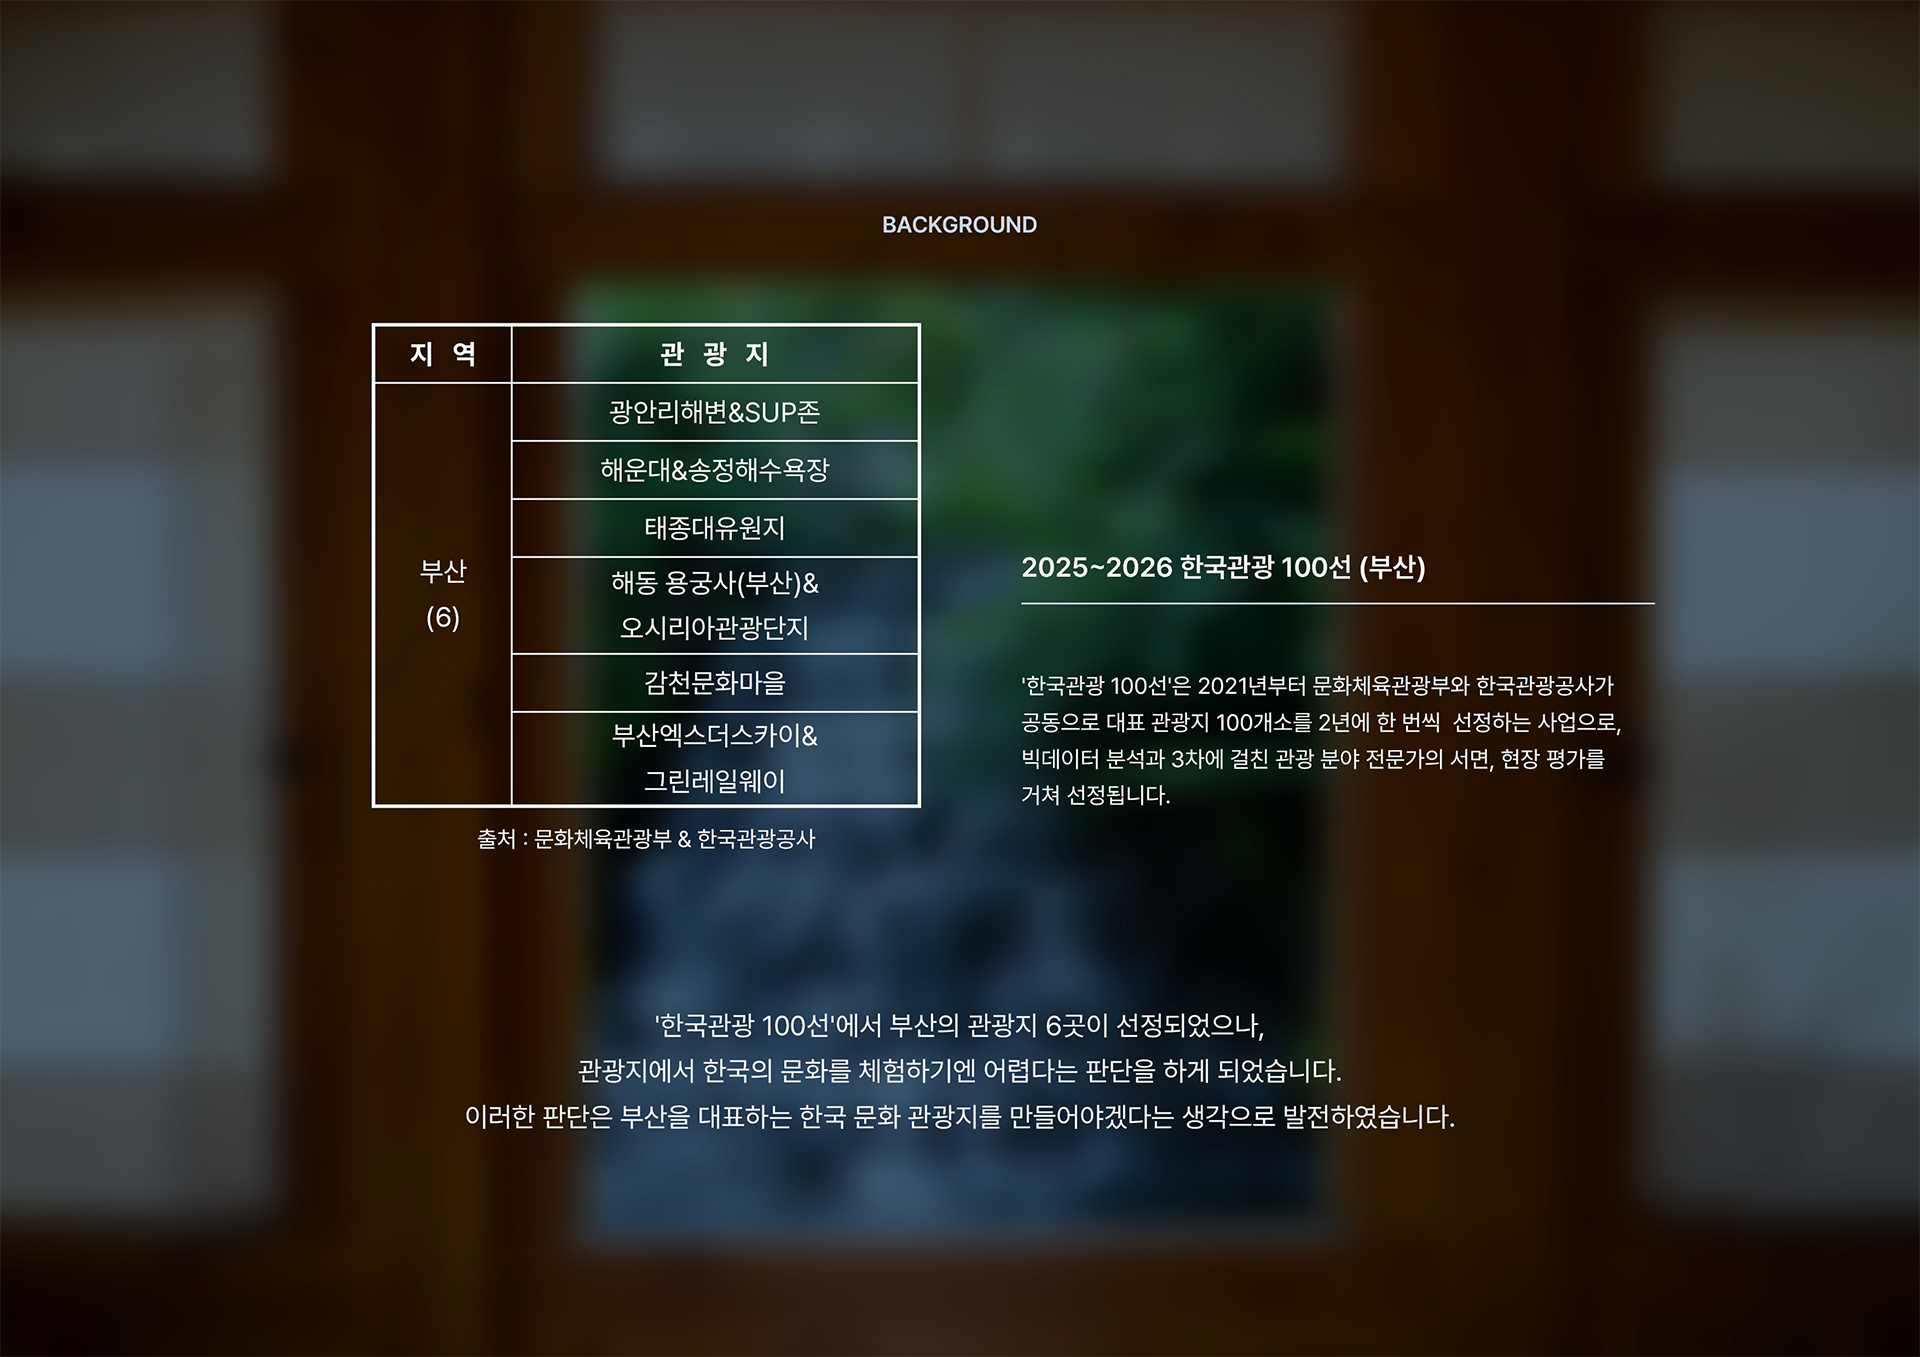 BACKGROUND
지 역
관 광 지
부산
(6)
광안리해변&SUP존
해운대&송정해수욕장
태종대유원지
해동 용궁사(부산)&
오시리아관광단지
감천문화마을
부산엑스더스카이&
그린레일웨이
출처 : 문화체육관광부 & 한국관광공사
2025~2026 한국관광 100선 (부산)
'한국관광 100선'은 2021년부터 문화체육관광부와 한국관광공사가
공동으로 대표 관광지 100개소를 2년에 한 번씩  선정하는 사업으로,
빅데이터 분석과 3차에 걸친 관광 분야 전문가의 서면, 현장 평가를
거쳐 선정됩니다.
'한국관광 100선'에서 부산의 관광지 6곳이 선정되었으나,
관광지에서 한국의 문화를 체험하기엔 어렵다는 판단을 하게 되었습니다.
이러한 판단은 부산을 대표하는 한국 문화 관광지를 만들어야겠다는 생각으로 발전하였습니다.